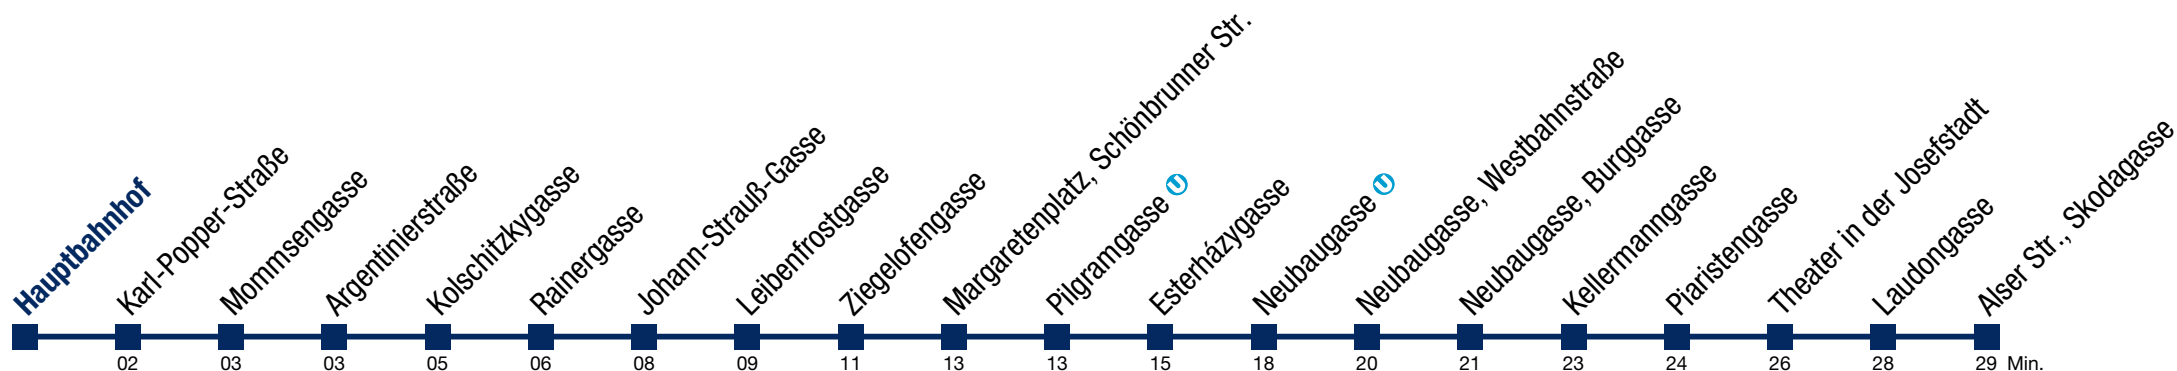 Hauptbahnhof
Karl-Popper-Straße
Mommsengasse
Argentinierstraße
Kolschitzkygasse
Rainergasse
Johann-Strauß-Gasse
Leibenfrostgasse
Ziegelofengasse
Margaretenplatz, Schönbrunner Str.
Pilgramgasse U
Esterházygasse
Neubaugasse U
Neubaugasse, Westbahnstraße
Neubaugasse, Burggasse
Kellermanngasse
Piaristengasse
Theater in der Josefstadt
Laudongasse
Alser Str., Skodagasse
02 03 03 05 06 08 09 11 13 13 15 18 20 21 23 24 26 28 29 Min.